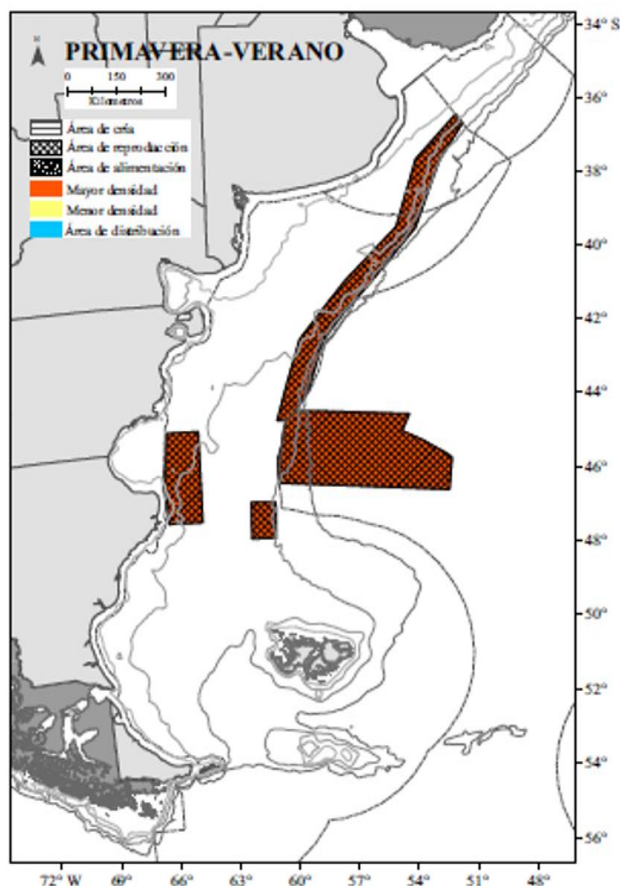 N
PRIMAVERA-VERANO
0 150 300
Kilometros
Área de cría
Área de reproducción
Área de alimentación
Mayor densidad
Menor densidad
Área de distribución
34° S
36°
38°
40°
42°
44°
46°
48°
50°
52°
54°
56°
72° W 69° 66° 63° 60° 57° 54° 51° 48°